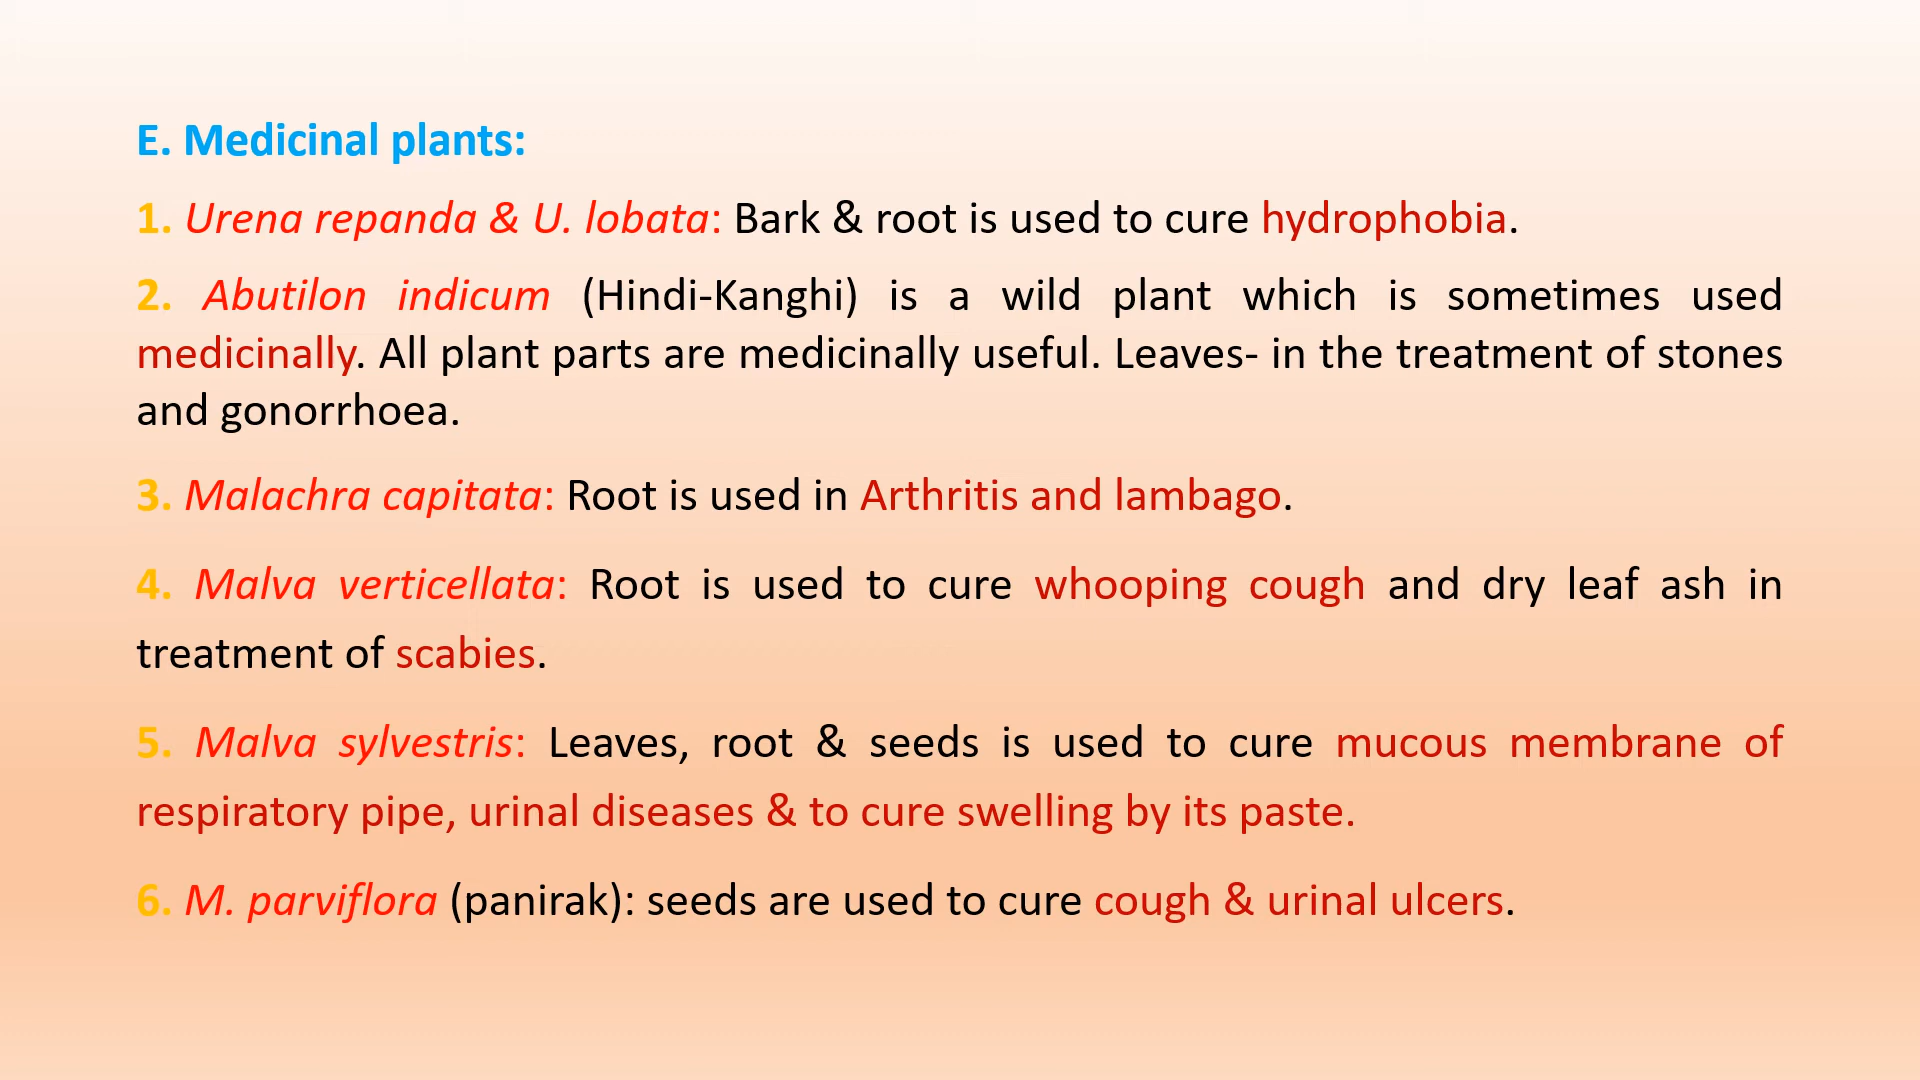 E. Medicinal plants:
1. Urena repanda & U. lobata: Bark & root is used to cure hydrophobia.
2. Abutilon indicum (Hindi-Kanghi) is a wild plant which is sometimes used
medicinally. All plant parts are medicinally useful. Leaves- in the treatment of stones
and gonorrhoea.
3. Malachra capitata: Root is used in Arthritis and lambago.
4. Malva verticellata: Root is used to cure whooping cough and dry leaf ash in
treatment of scabies.
5. Malva sylvestris: Leaves, root & seeds is used to cure mucous membrane of
respiratory pipe, urinal diseases & to cure swelling by its paste.
6. M. parviflora (panirak): seeds are used to cure cough & urinal ulcers.